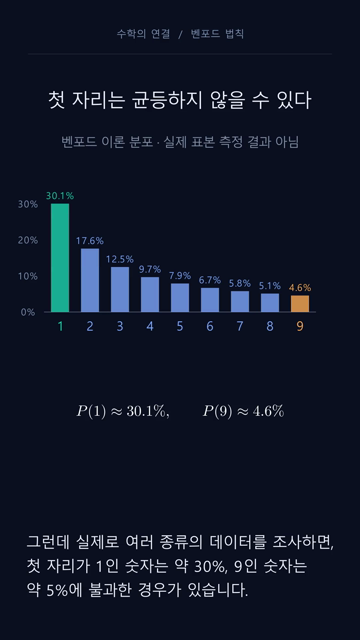 수학의 연결 / 벤포드 법칙
첫 자리는 균등하지 않을 수 있다
벤포드 이론 분포 · 실제 표본 측정 결과 아님
30.1%
30%
20%
17.6%
12.5%
10%
9.7%
7.9%
6.7%
5.8%
5.1%
4.6%
0%
1 2 3 4 5 6 7 8 9
P(1) ≈ 30.1%, P(9) ≈ 4.6%
그런데 실제로 여러 종류의 데이터를 조사하면,
첫 자리가 1인 숫자는 약 30%, 9인 숫자는
약 5%에 불과한 경우가 있습니다.